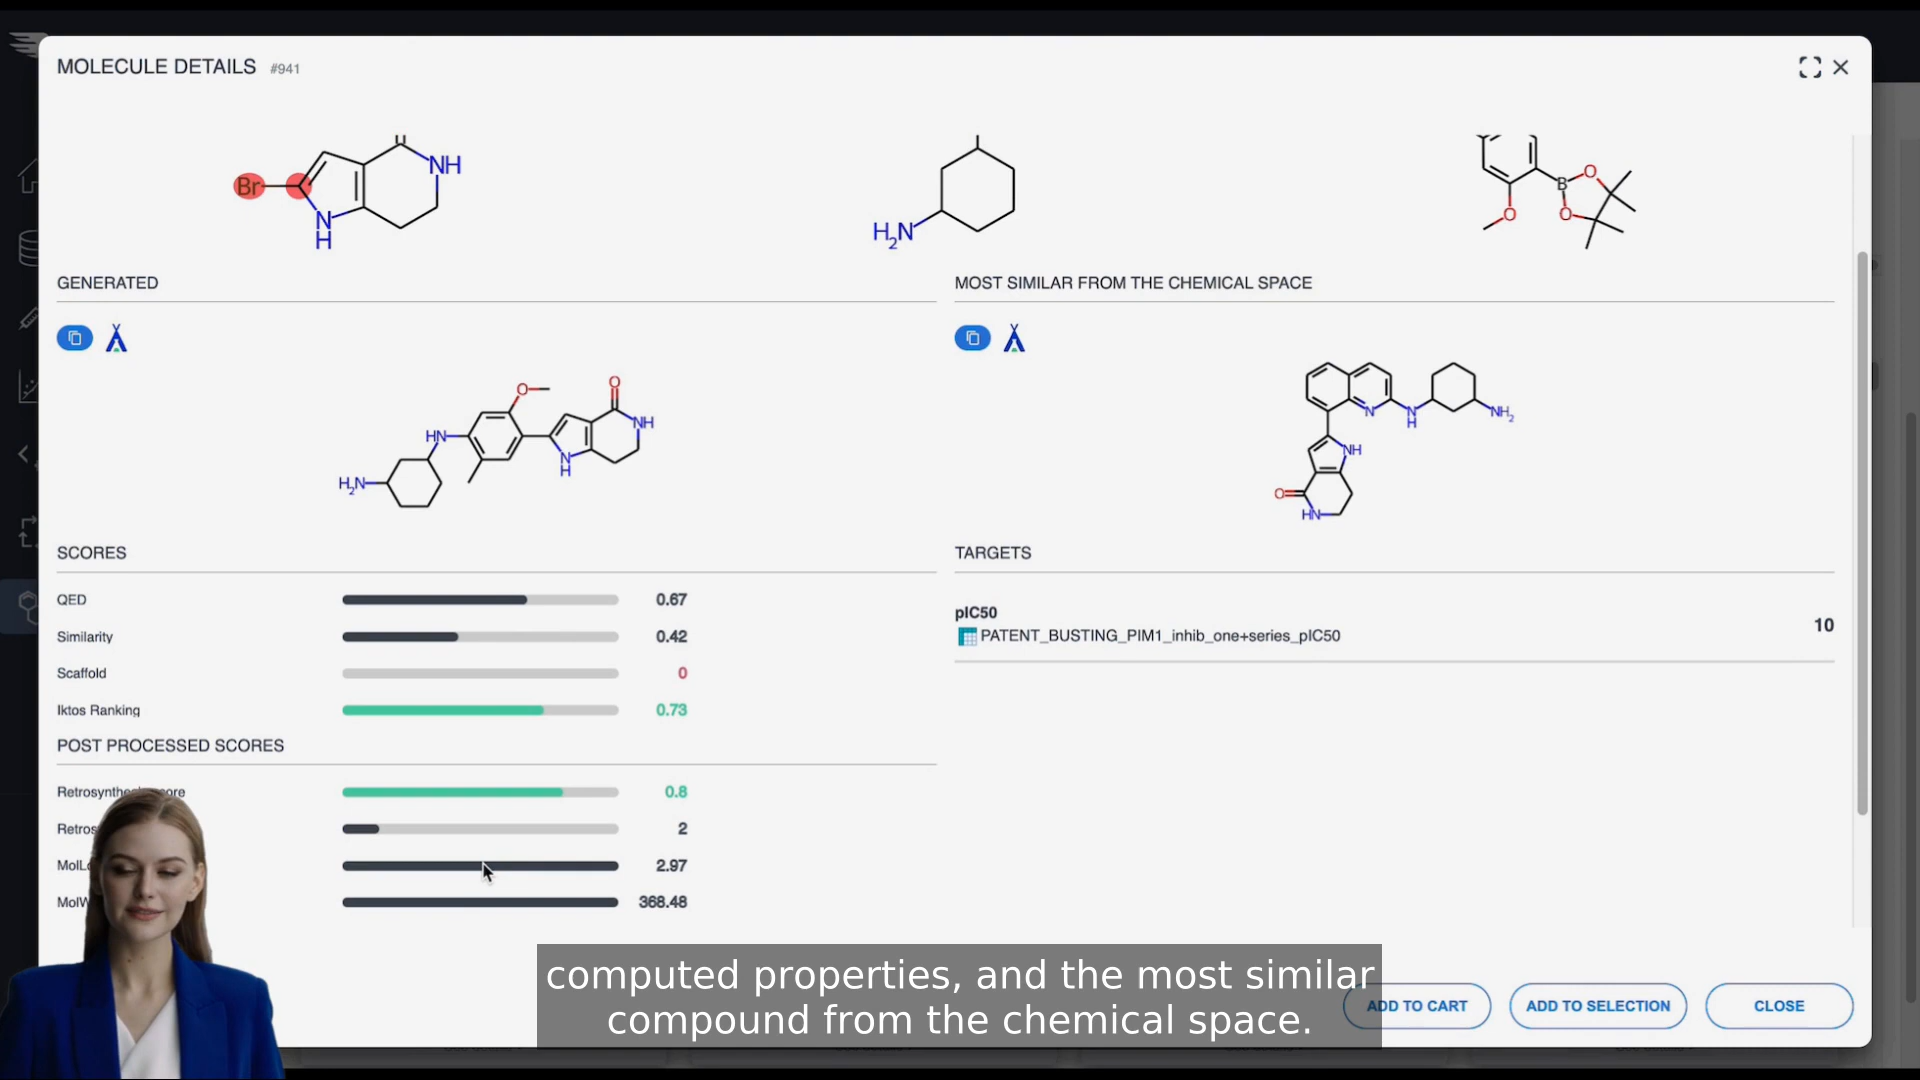 MOLECULE DETAILS #941
Br
N
H
NH
H2N
O
B
O
O
GENERATED
MOST SIMILAR FROM THE CHEMICAL SPACE
O
O
HN
NH
N
H
H2N
N
N
H
NH2
NH
O
HN
SCORES
TARGETS
QED 0.67
Similarity 0.42
Scaffold 0
Iktos Ranking 0.73
pIC50
PATENT_BUSTING_PIM1_inhib_one+series_pIC50 10
POST PROCESSED SCORES
0.8
2
2.97
368.48
computed properties, and the most similar
compound from the chemical space.
ADD TO CART
ADD TO SELECTION
CLOSE